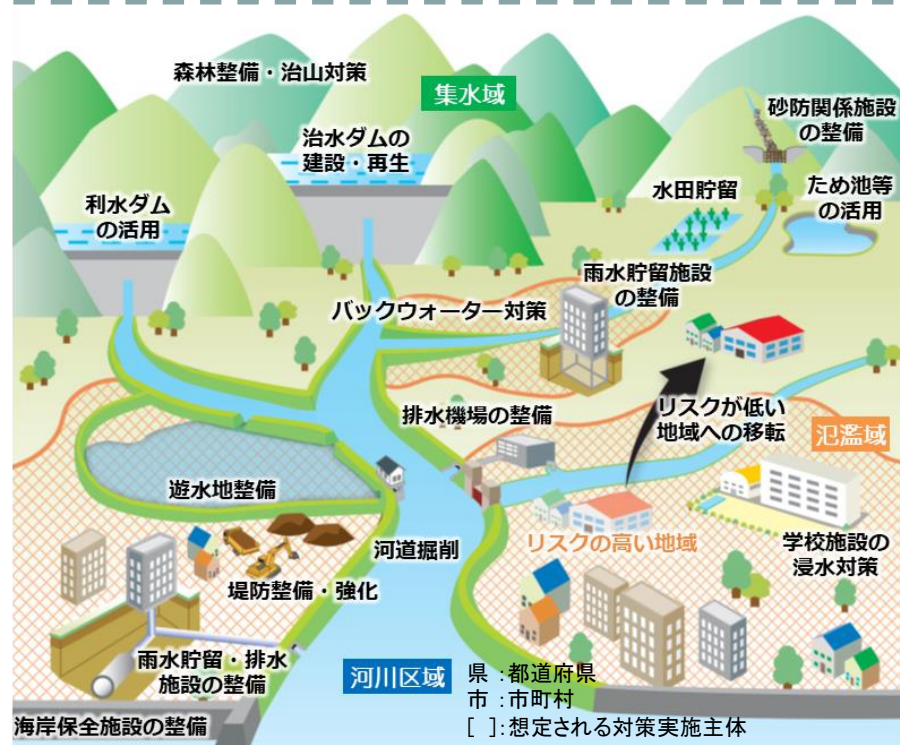 森林整備・治山対策
集水域
砂防関係施設
の整備
治水ダムの
建設・再生
水田貯留
ため池等
の活用
利水ダム
の活用
雨水貯留施設
の整備
バックウォーター対策
排水機場の整備
リスクが低い
地域への移転
氾濫域
遊水地整備
河道掘削
リスクの高い地域
学校施設の
浸水対策
堤防整備・強化
雨水貯留・排水
施設の整備
河川区域
県 :都道府県
市 :市町村
[ ]:想定される対策実施主体
海岸保全施設の整備